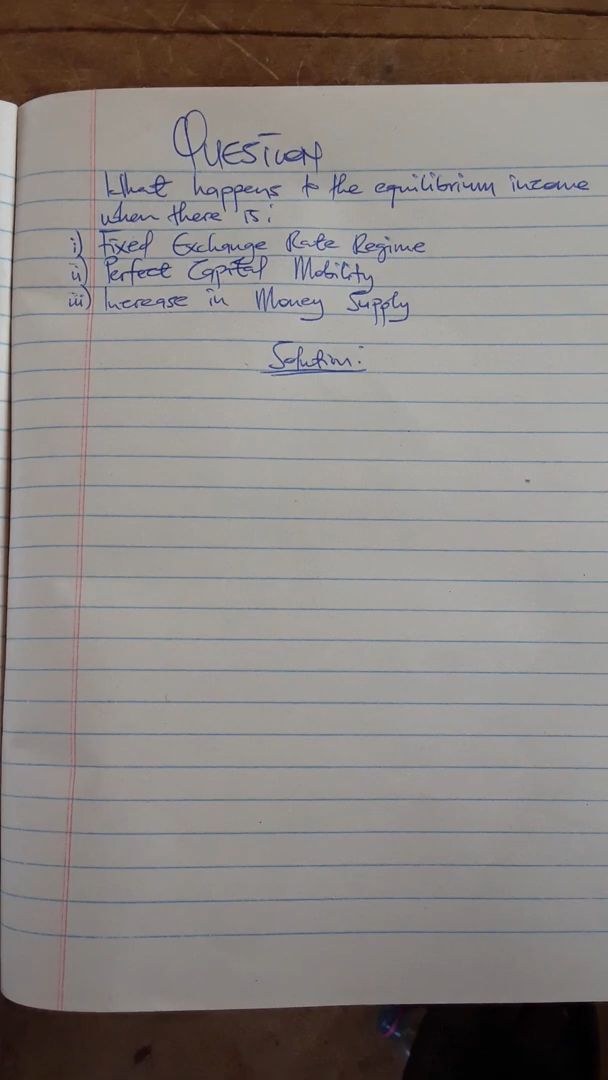 QUESTION
What happens to the equilibrium income
when there is:
i) Fixed Exchange Rate Regime
ii) Perfect Capital Mobility
iii) Increase in Money Supply
Solution: